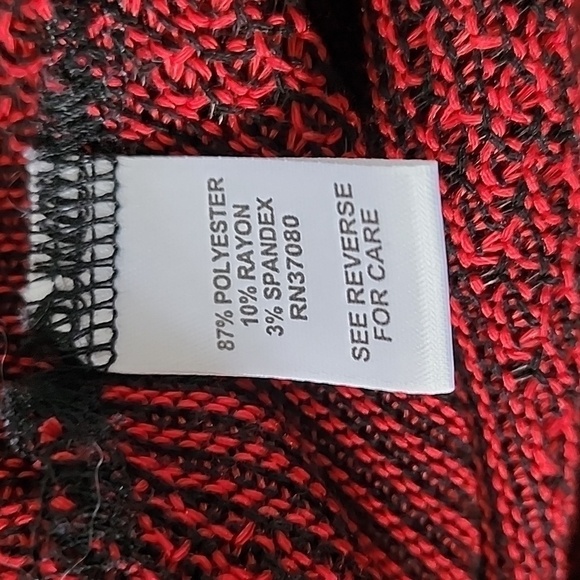 87% POLYESTER
10% RAYON
3% SPANDEX
RN37080
SEE REVERSE
FOR CARE